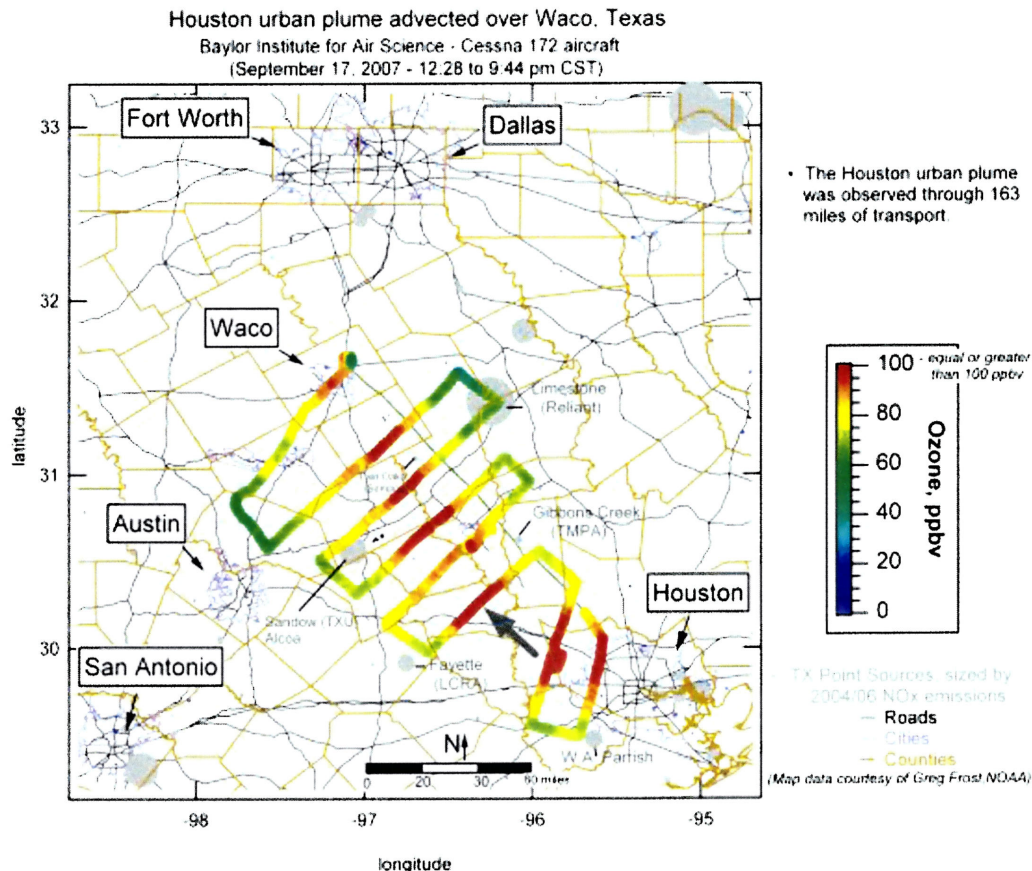 Houston urban plume advected over Waco, Texas
Baylor Institute for Air Science - Cessna 172 aircraft
(September 17, 2007 - 12:28 to 9:44 pm CST)
Fort Worth
Dallas
33
• The Houston urban plume
was observed through 163
miles of transport.
32
Waco
100
- equal or greater
than 100 ppbv
80
60
40
20
0
Ozone, ppbv
Limestone
(Reliant)
latitude
31
Austin
Gibbons Creek
(TMPA)
Houston
Sandow (TXU)
Alcoa
30
San Antonio
Fayette
(LCRA)
TX Point Sources, sized by
2004/06 NOx emissions
Roads
Cities
Counties
(Map data courtesy of Greg Frost NOAA)
N
W. A. Parrish
0
20
30
miles
-98
-97
-96
-95
longitude